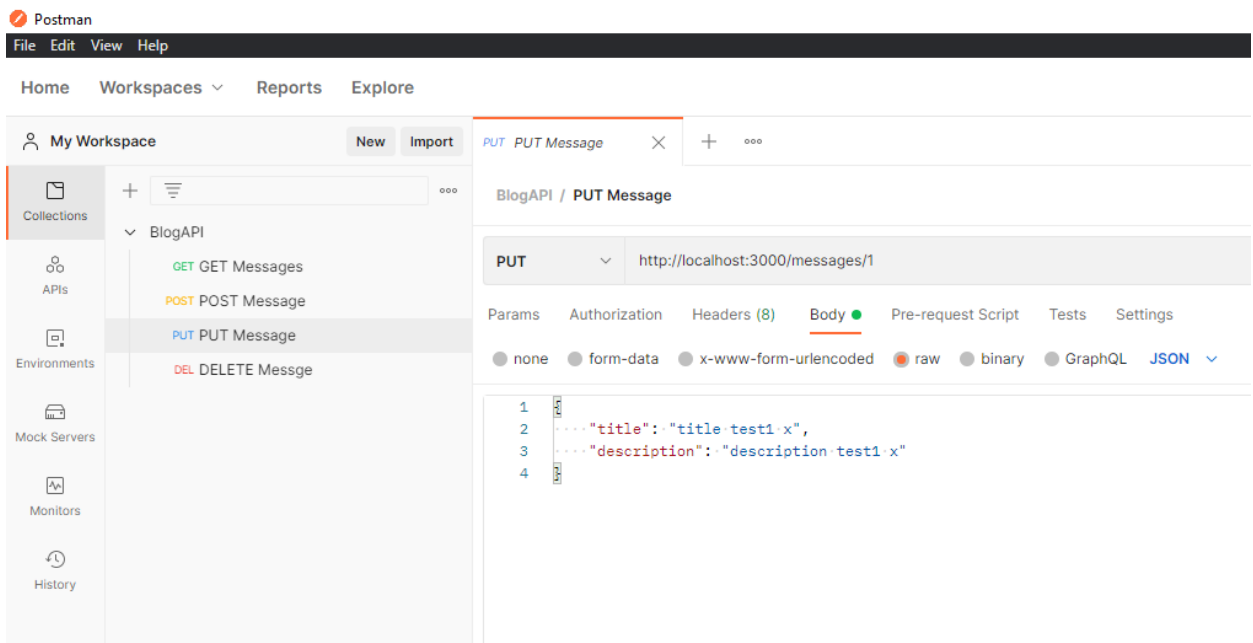 Postman
File Edit View Help
Home Workspaces Reports Explore
My Workspace New Import
PUT PUT Message
Collections
BlogAPI / PUT Message
BlogAPI
GET GET Messages
PUT http://localhost:3000/messages/1
APIs
POST POST Message
Params Authorization Headers (8) Body Pre-request Script Tests Settings
PUT PUT Message
Environments
none form-data x-www-form-urlencoded raw binary GraphQL JSON
DEL DELETE Messge
1 {
2 "title": "title test1 x",
3 "description": "description test1 x"
4 }
Mock Servers
Monitors
History